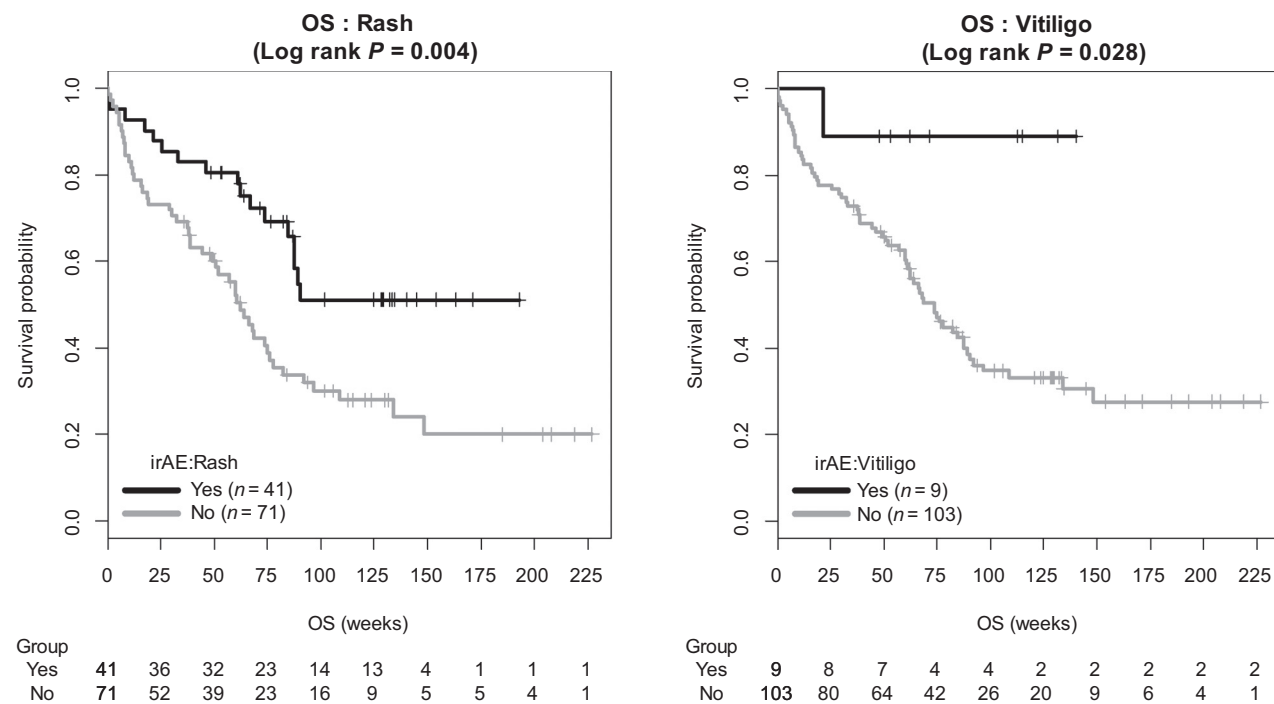 OS : Rash
(Log rank P = 0.004)
Survival probability
1.0
0.8
0.6
0.4
0.2
0.0
irAE:Rash
Yes (n = 41)
No (n = 71)
0 25 50 75 100 125 150 175 200 225
OS (weeks)
Group
Yes 41 36 32 23 14 13 4 1 1 1
No 71 52 39 23 16 9 5 5 4 1
OS : Vitiligo
(Log rank P = 0.028)
Survival probability
1.0
0.8
0.6
0.4
0.2
0.0
irAE:Vitiligo
Yes (n = 9)
No (n = 103)
0 25 50 75 100 125 150 175 200 225
OS (weeks)
Group
Yes 9 8 7 4 4 2 2 2 2 2
No 103 80 64 42 26 20 9 6 4 1